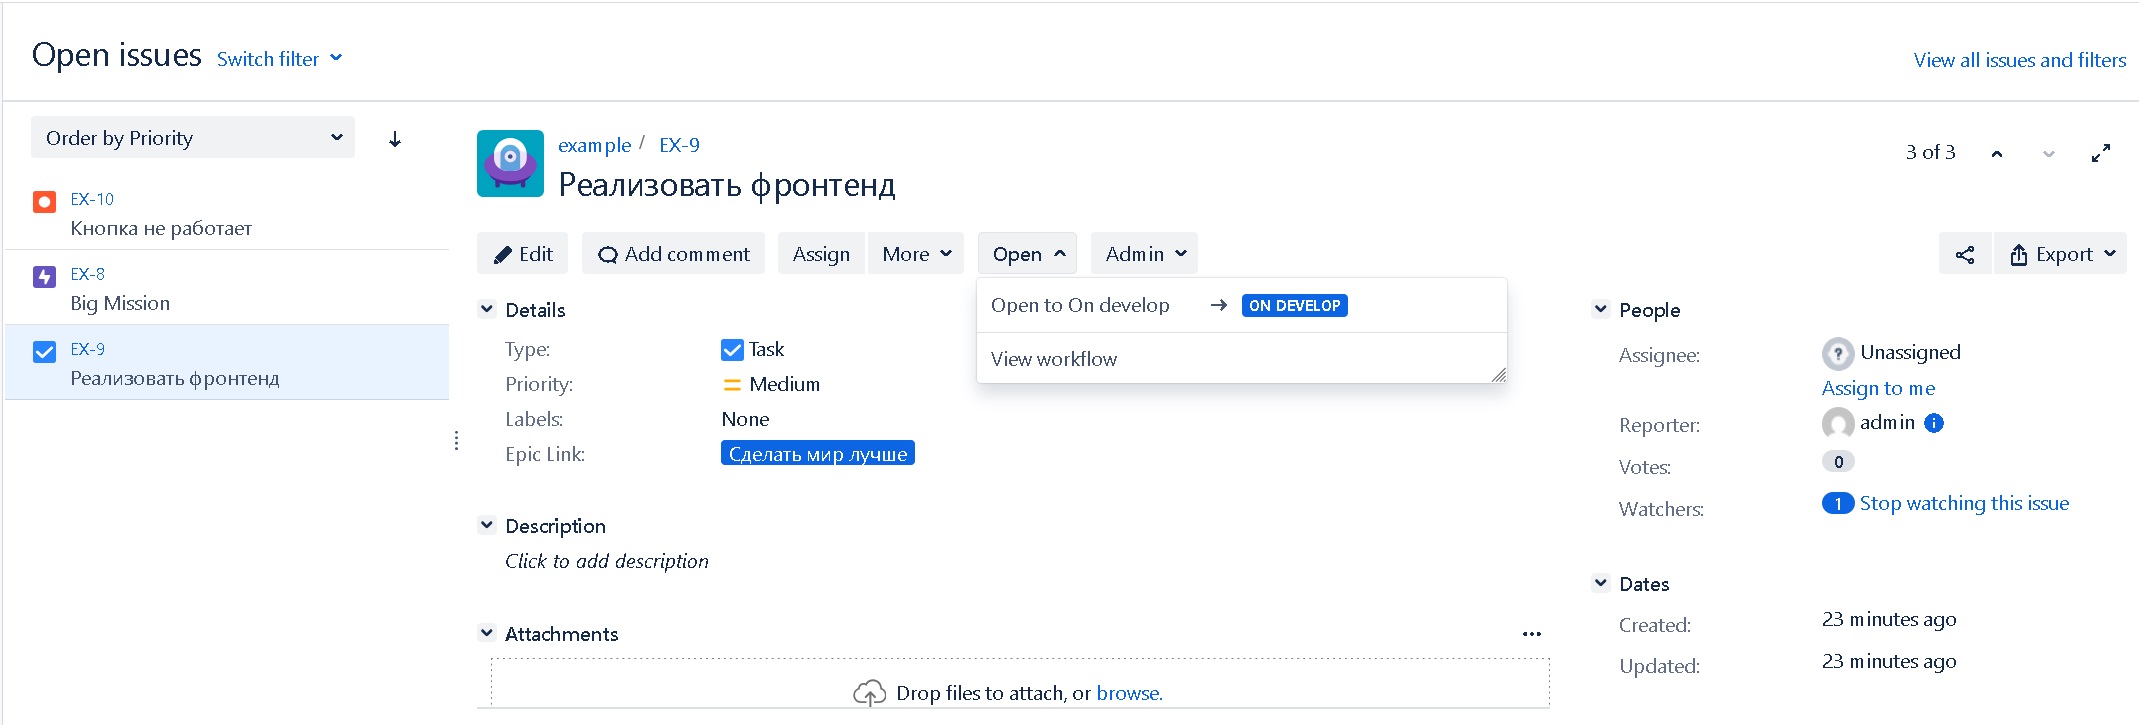 Open issues Switch filter
View all issues and filters
Order by Priority
EX-10
Кнопка не работает
EX-8
Big Mission
EX-9
Реализовать фронтенд
example / EX-9
Реализовать фронтенд
3 of 3
Edit Add comment Assign More Open Admin
Export
Open to On develop → ON DEVELOP
View workflow
Details
Type: Task
Priority: Medium
Labels: None
Epic Link: Сделать мир лучше
Description
Click to add description
Attachments
Drop files to attach, or browse.
People
Assignee: Unassigned
Assign to me
Reporter: admin
Votes: 0
Watchers: 1 Stop watching this issue
Dates
Created: 23 minutes ago
Updated: 23 minutes ago